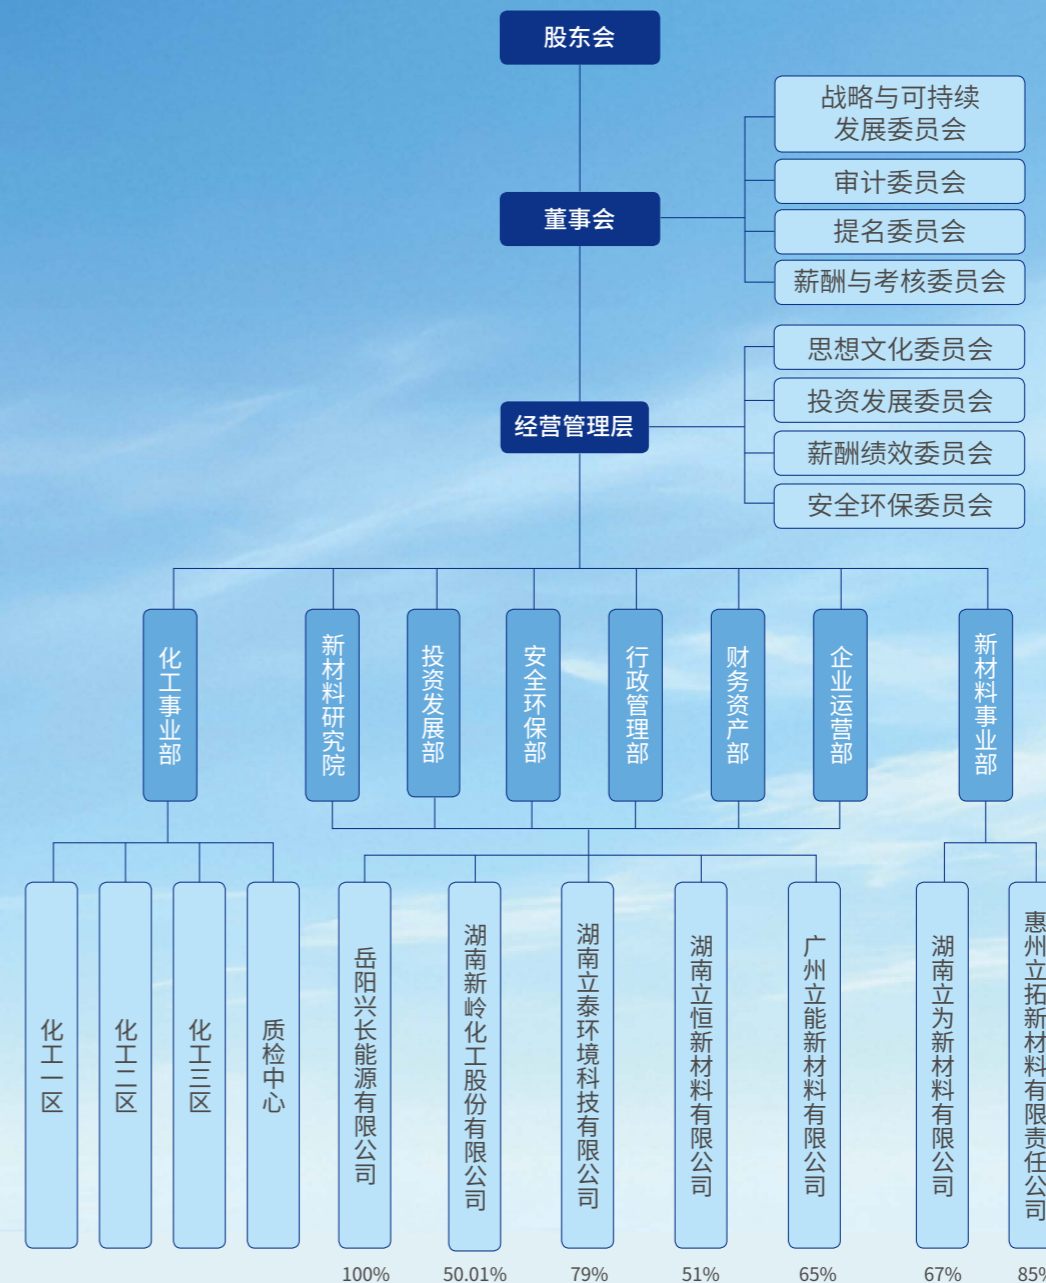 股东会
战略与可持续
发展委员会
审计委员会
董事会
提名委员会
薪酬与考核委员会
思想文化委员会
投资发展委员会
经营管理层
薪酬绩效委员会
安全环保委员会
化工事业部
新材料研究院
投资发展部
安全环保部
行政管理部
财务资产部
企业运营部
新材料事业部
化工一区
化工二区
化工三区
质检中心
岳阳兴长能源有限公司
湖南新岭化工股份有限公司
湖南立泰环境科技有限公司
湖南立恒新材料有限公司
广州立能新材料有限公司
湖南立为新材料有限公司
惠州立拓新材料有限责任公司
100%
50.01%
79%
51%
65%
67%
85%